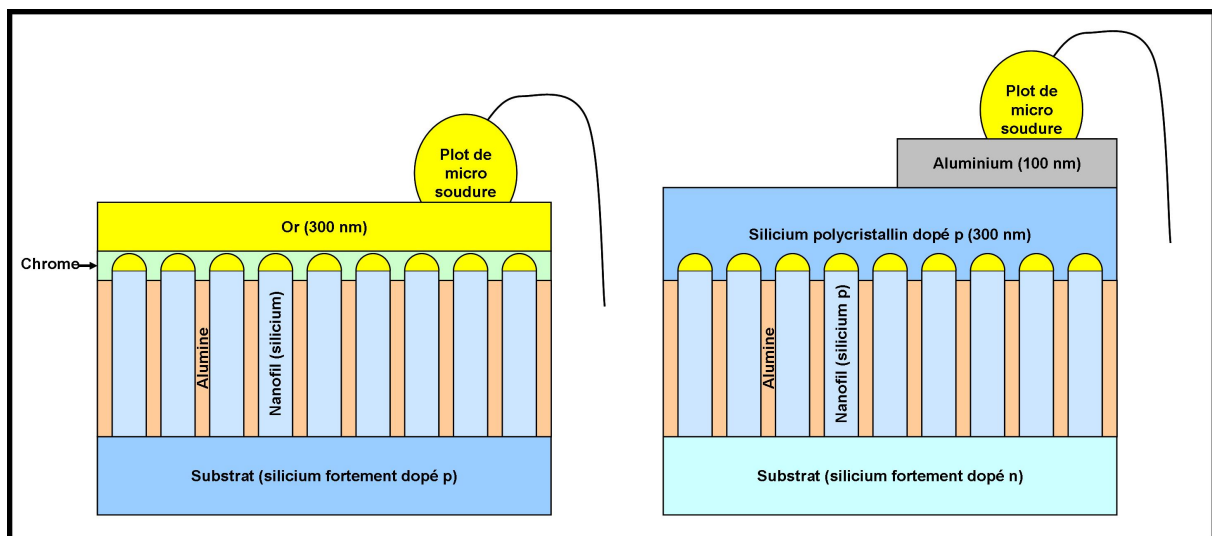 Plot de
micro
soudure
Or (300 nm)
Chrome
Alumine
Nanofil (silicium)
Substrat (silicium fortement dopé p)
Plot de
micro
soudure
Aluminium (100 nm)
Silicium polycristallin dopé p (300 nm)
Alumine
Nanofil (silicium p)
Substrat (silicium fortement dopé n)